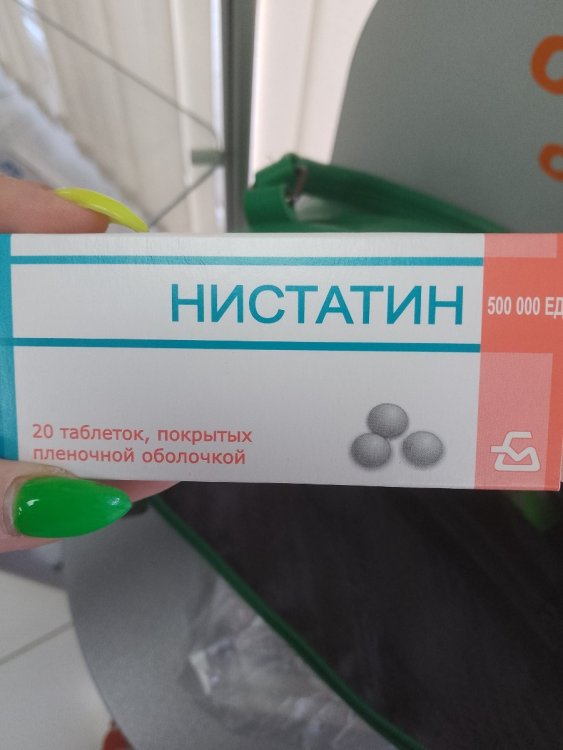 НИСТАТИН
500 000 ЕД
20 таблеток, покрытых
пленочной оболочкой